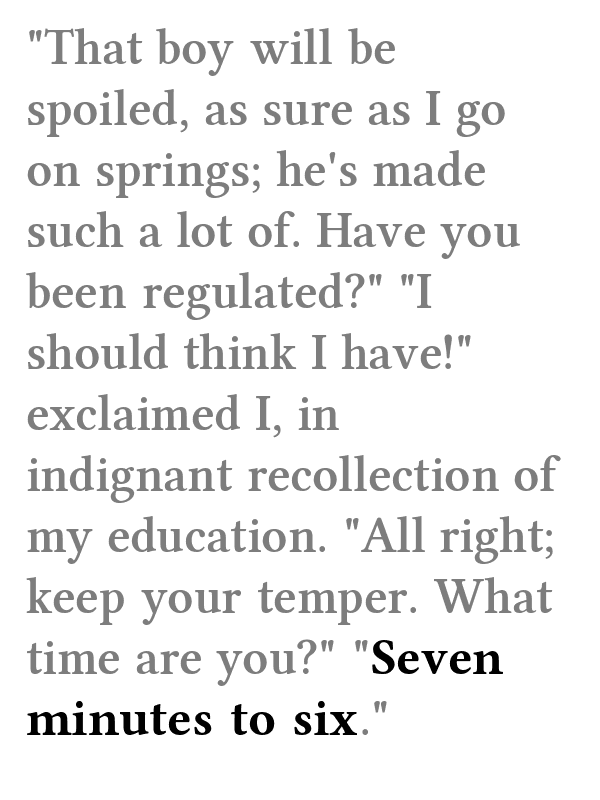 "That boy will be
spoiled, as sure as I go
on springs; he's made
such a lot of. Have you
been regulated?" "I
should think I have!"
exclaimed I, in
indignant recollection of
my education. "All right;
keep your temper. What
time are you?" "Seven
minutes to six."